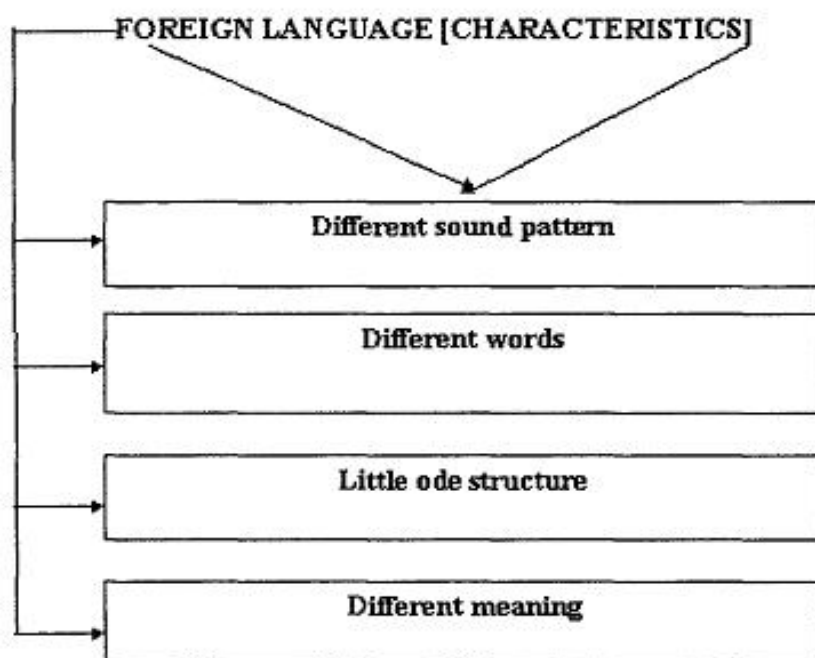 FOREIGN LANGUAGE [CHARACTERISTICS]
Different sound pattern
Different words
Little ode structure
Different meaning